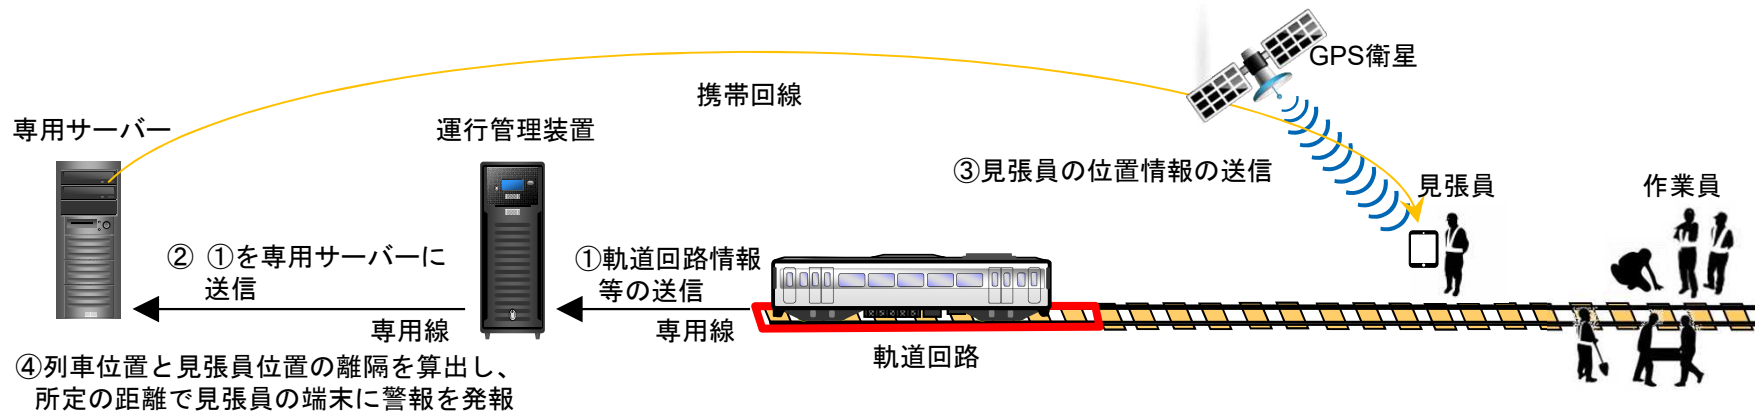 GPS衛星
携帯回線
専用サーバー
運行管理装置
③見張員の位置情報の送信
見張員
作業員
② ①を専用サーバーに
送信
①軌道回路情報
等の送信
専用線
専用線
軌道回路
④列車位置と見張員位置の離隔を算出し、
所定の距離で見張員の端末に警報を発報